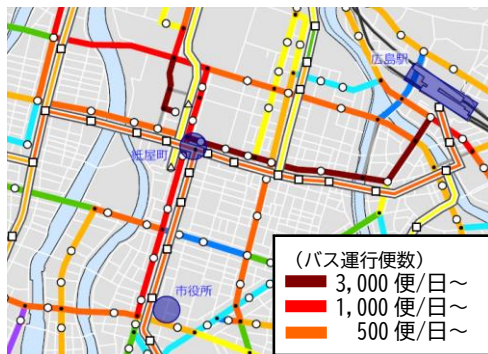 広島駅
紙屋町
市役所
（バス運行便数）
3,000 便/日～
1,000 便/日～
500 便/日～